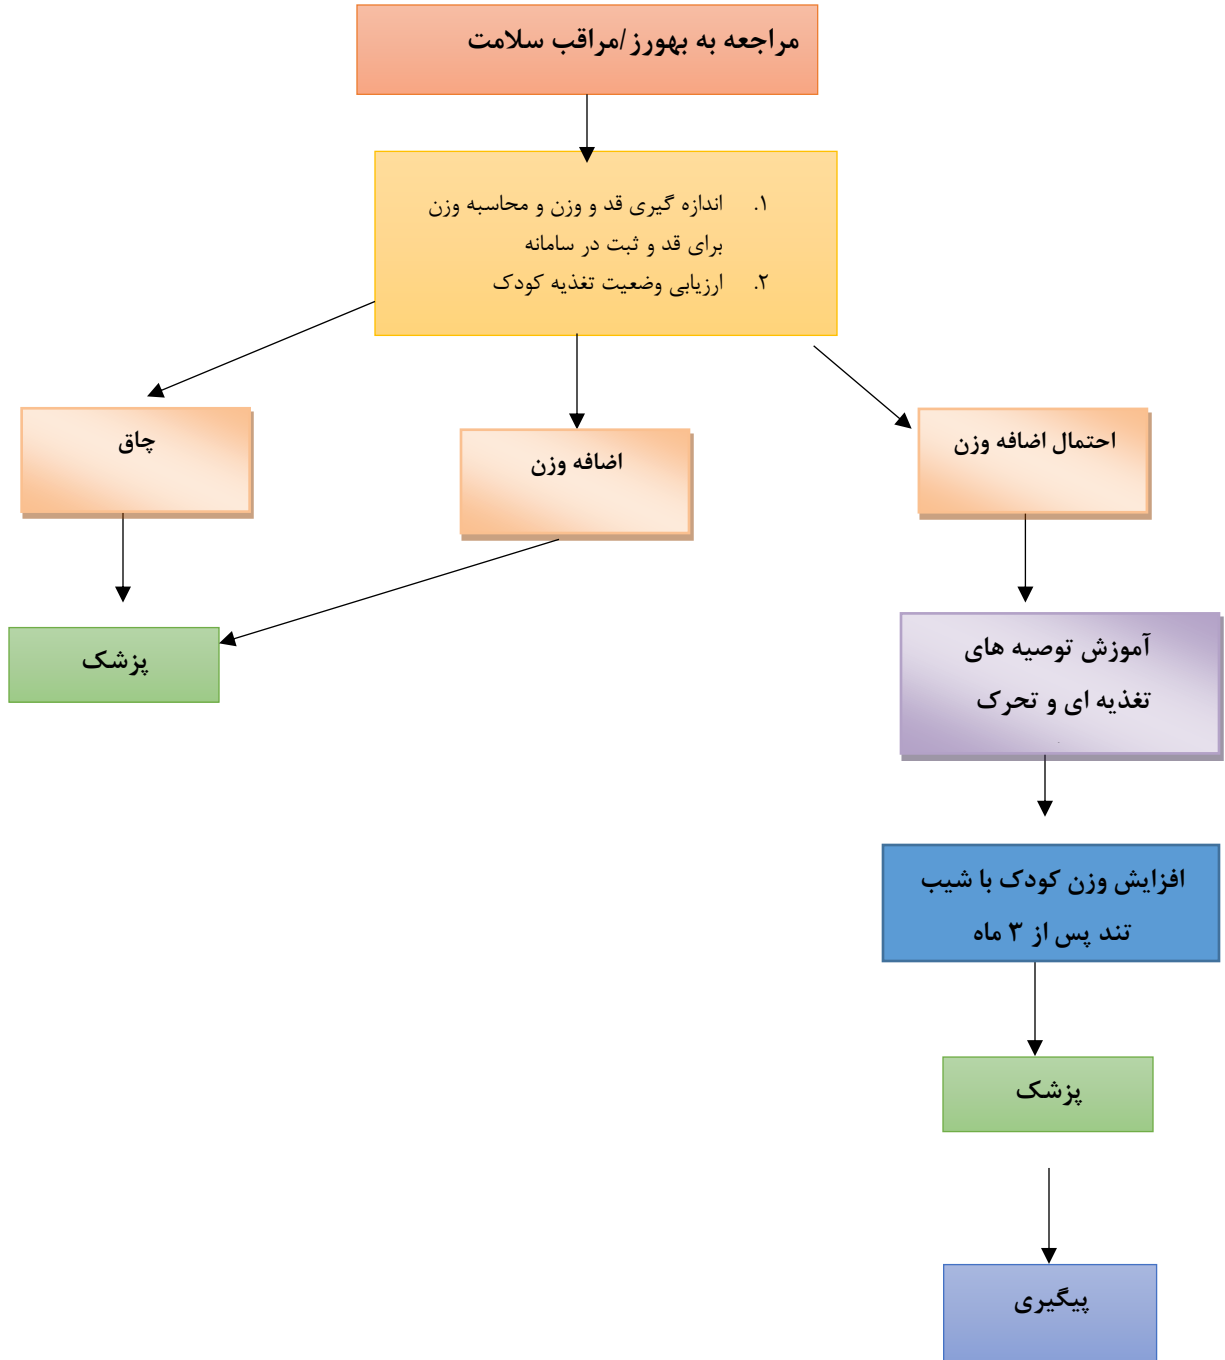 مراجعه به بهورز/مراقب سلامت
۱. اندازه گیری قد و وزن و محاسبه وزن
برای قد و ثبت در سامانه
۲. ارزیابی وضعیت تغذیه کودک
احتمال اضافه وزن
اضافه وزن
چاق
آموزش توصیه های
تغذیه ای و تحرک
پزشک
افزایش وزن کودک با شیب
تند پس از ۳ ماه
پزشک
پیگیری